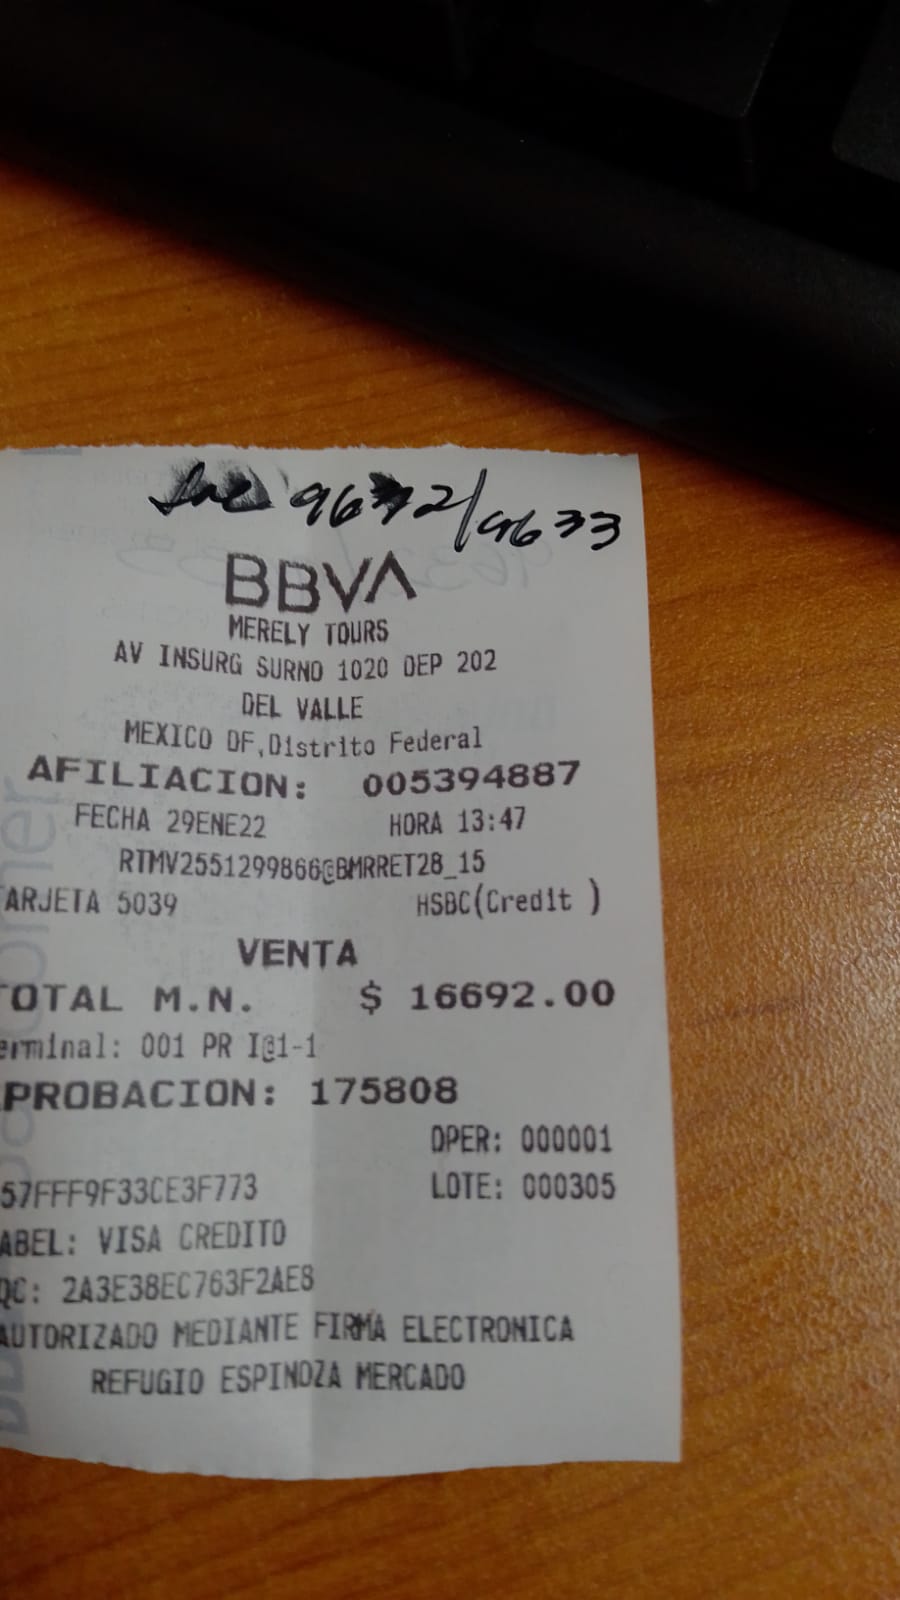 9632/9633
BBVA
MERELY TOURS
AV INSURG SURNO 1020 DEP 202
DEL VALLE
MEXICO DF,Distrito Federal
AFILIACION: 005394887
FECHA 29ENE22 HORA 13:47
RTMV2551299866@BMRRET28_15
ARJETA 5039 HSBC(Credit )
VENTA
TOTAL M.N. $ 16692.00
erminal: 001 PR I@1-1
PROBACION: 175808
OPER: 000001
57FFF9F33CE3F773 LOTE: 000305
ABEL: VISA CREDITO
QC: 2A3E38EC763F2AE8
AUTORIZADO MEDIANTE FIRMA ELECTRONICA
REFUGIO ESPINOZA MERCADO